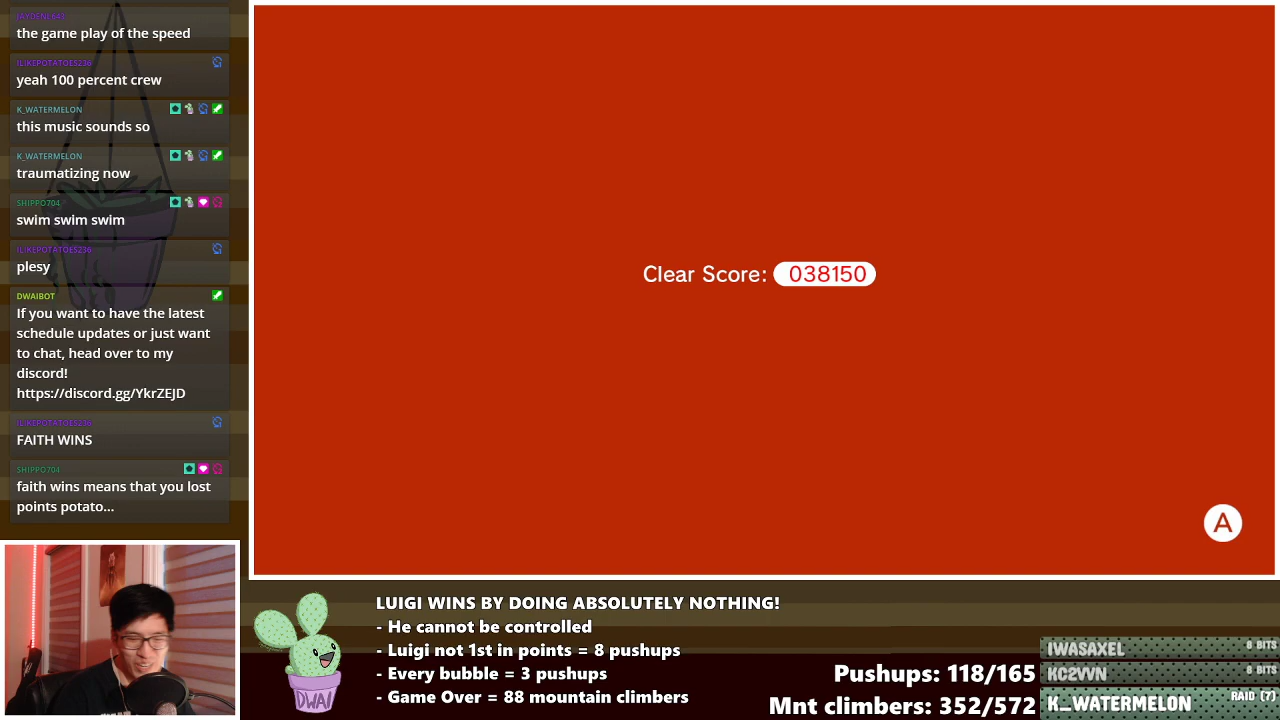 JAYDENL643
the game play of the speed
ILIKEPOTATOES236
yeah 100 percent crew
K_WATERMELON
this music sounds so
K_WATERMELON
traumatizing now
SHIPPO704
swim swim swim
ILIKEPOTATOES236
plesy
DWAIBOT
If you want to have the latest
schedule updates or just want
to chat, head over to my
discord!
https://discord.gg/YkrZEJD
ILIKEPOTATOES236
FAITH WINS
SHIPPO704
faith wins means that you lost
points potato...
Clear Score: 038150
A
LUIGI WINS BY DOING ABSOLUTELY NOTHING!
- He cannot be controlled
- Luigi not 1st in points = 8 pushups
- Every bubble = 3 pushups
- Game Over = 88 mountain climbers
DWAI
Pushups: 118/165
Mnt climbers: 352/572
IWASAXEL 8 BITS
KC2VVN 8 BITS
K_WATERMELON RAID (7)